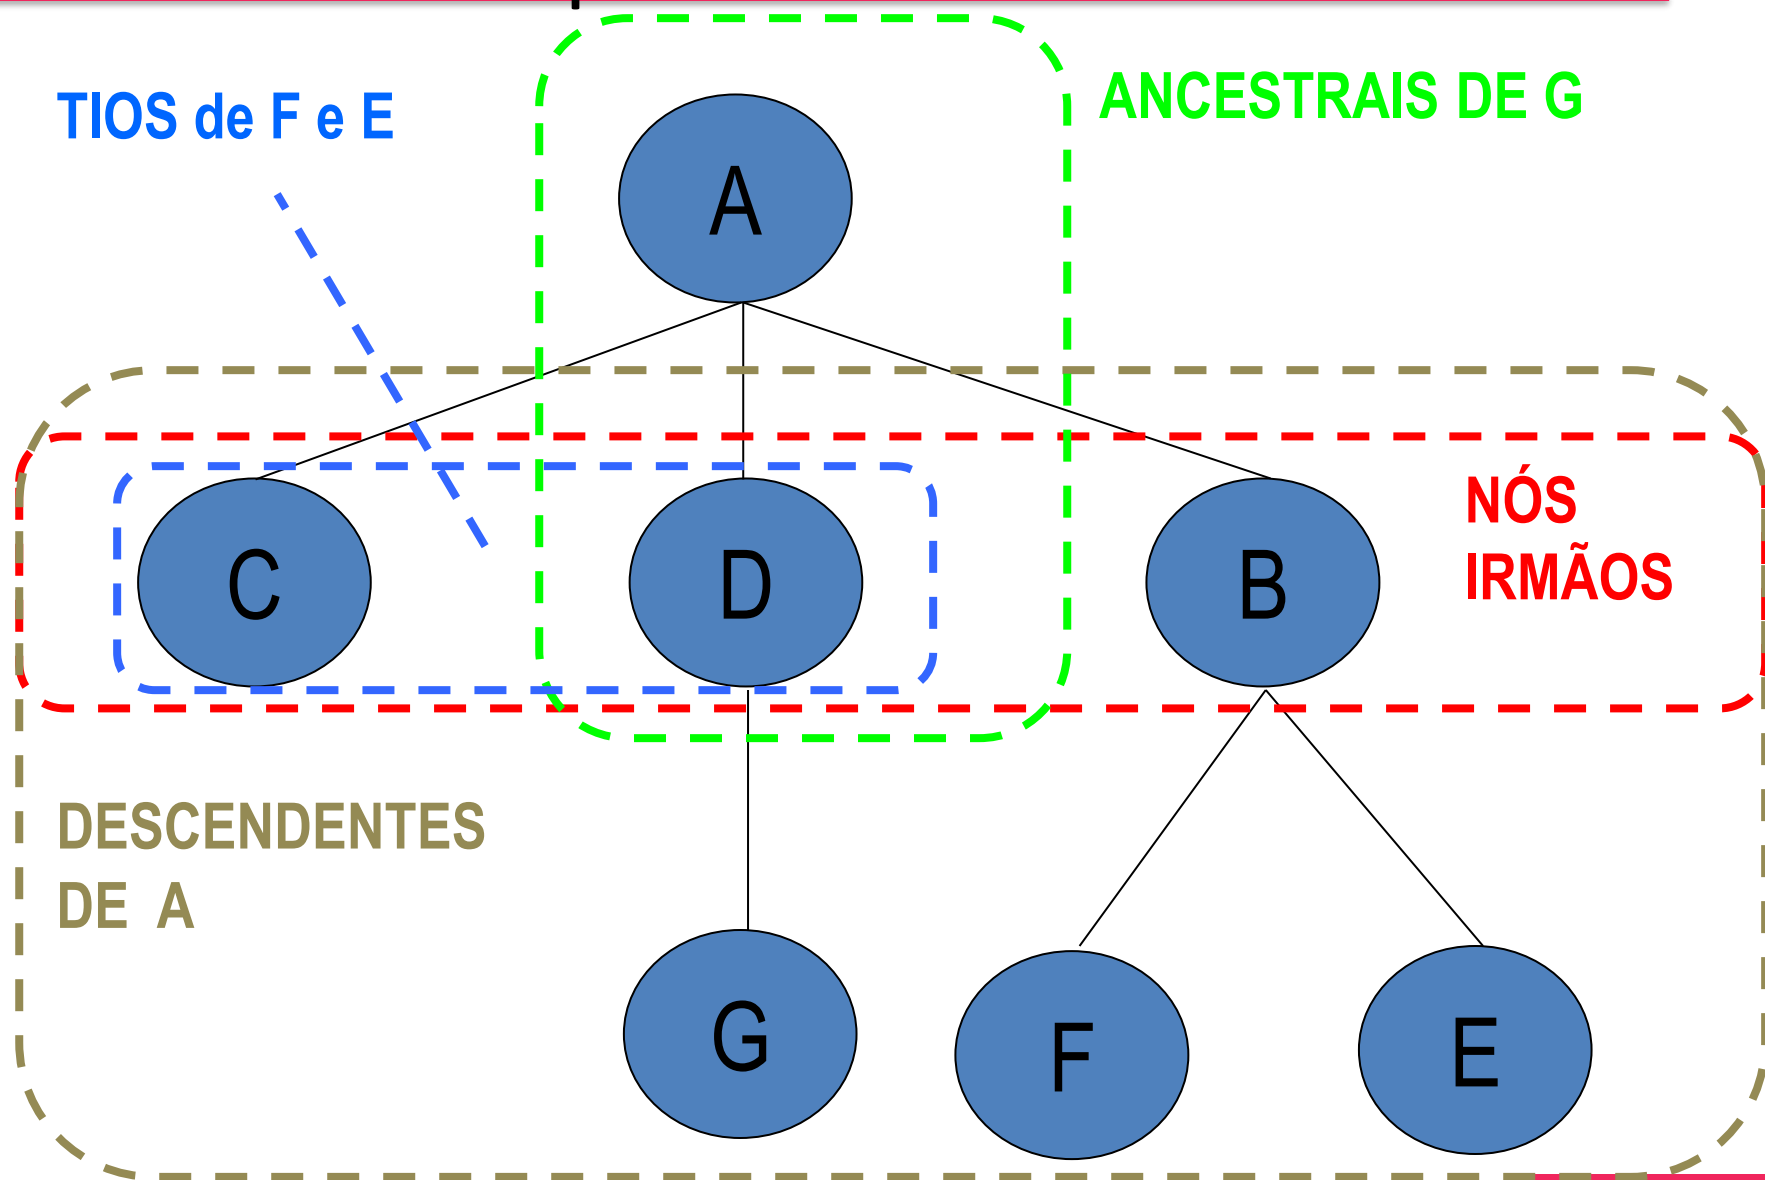 TIOS de F e E
ANCESTRAIS DE G
A
C
D
B
NÓS
IRMÃOS
DESCENDENTES
DE A
G
F
E